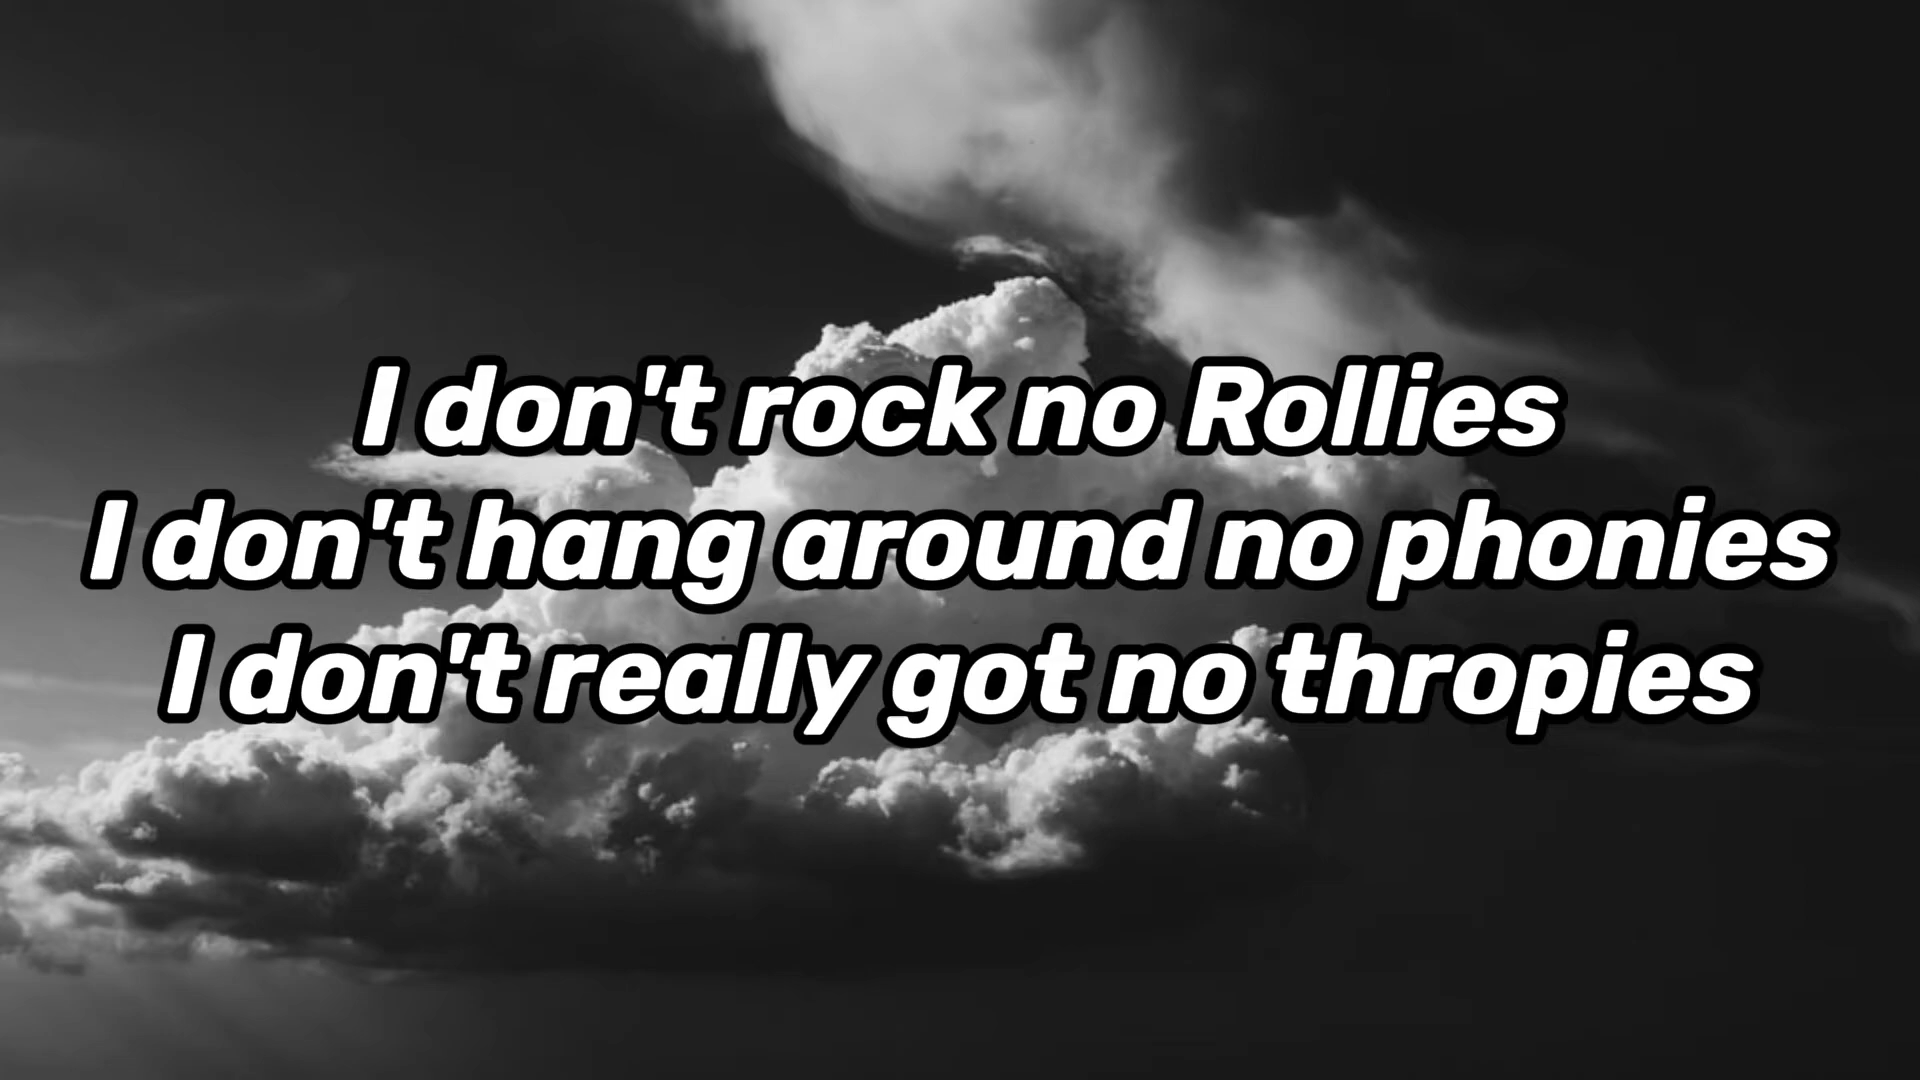 I don't rock no Rollies
I don't hang around no phonies
I don't really got no thropies